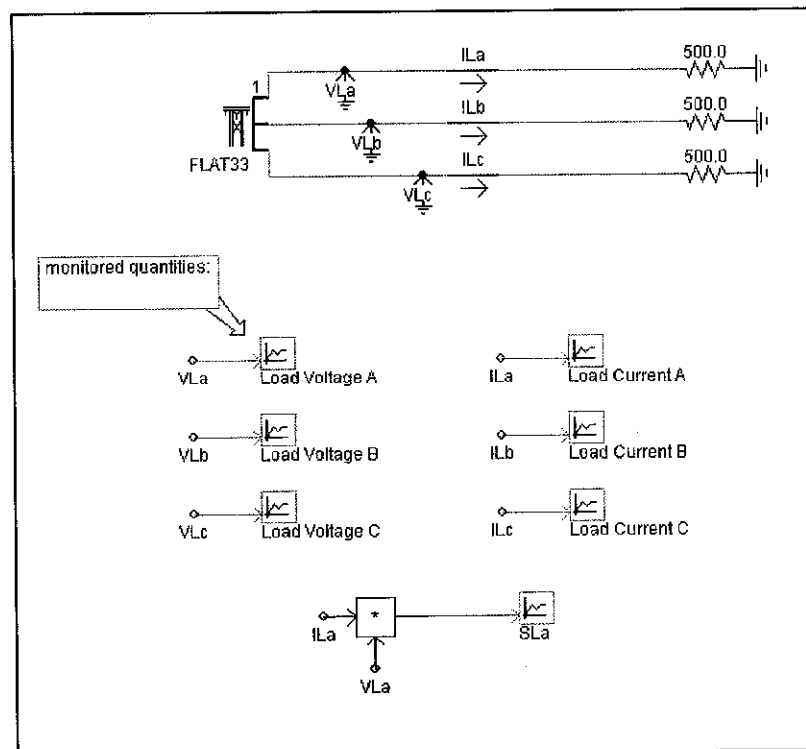 ILa
500.0
1
VLa
ILb
500.0
VLb
FLAT33
ILc
500.0
VLc
monitored quantities:
VLa
Load Voltage A
ILa
Load Current A
VLb
Load Voltage B
ILb
Load Current B
VLc
Load Voltage C
ILc
Load Current C
ILa
*
SLa
VLa